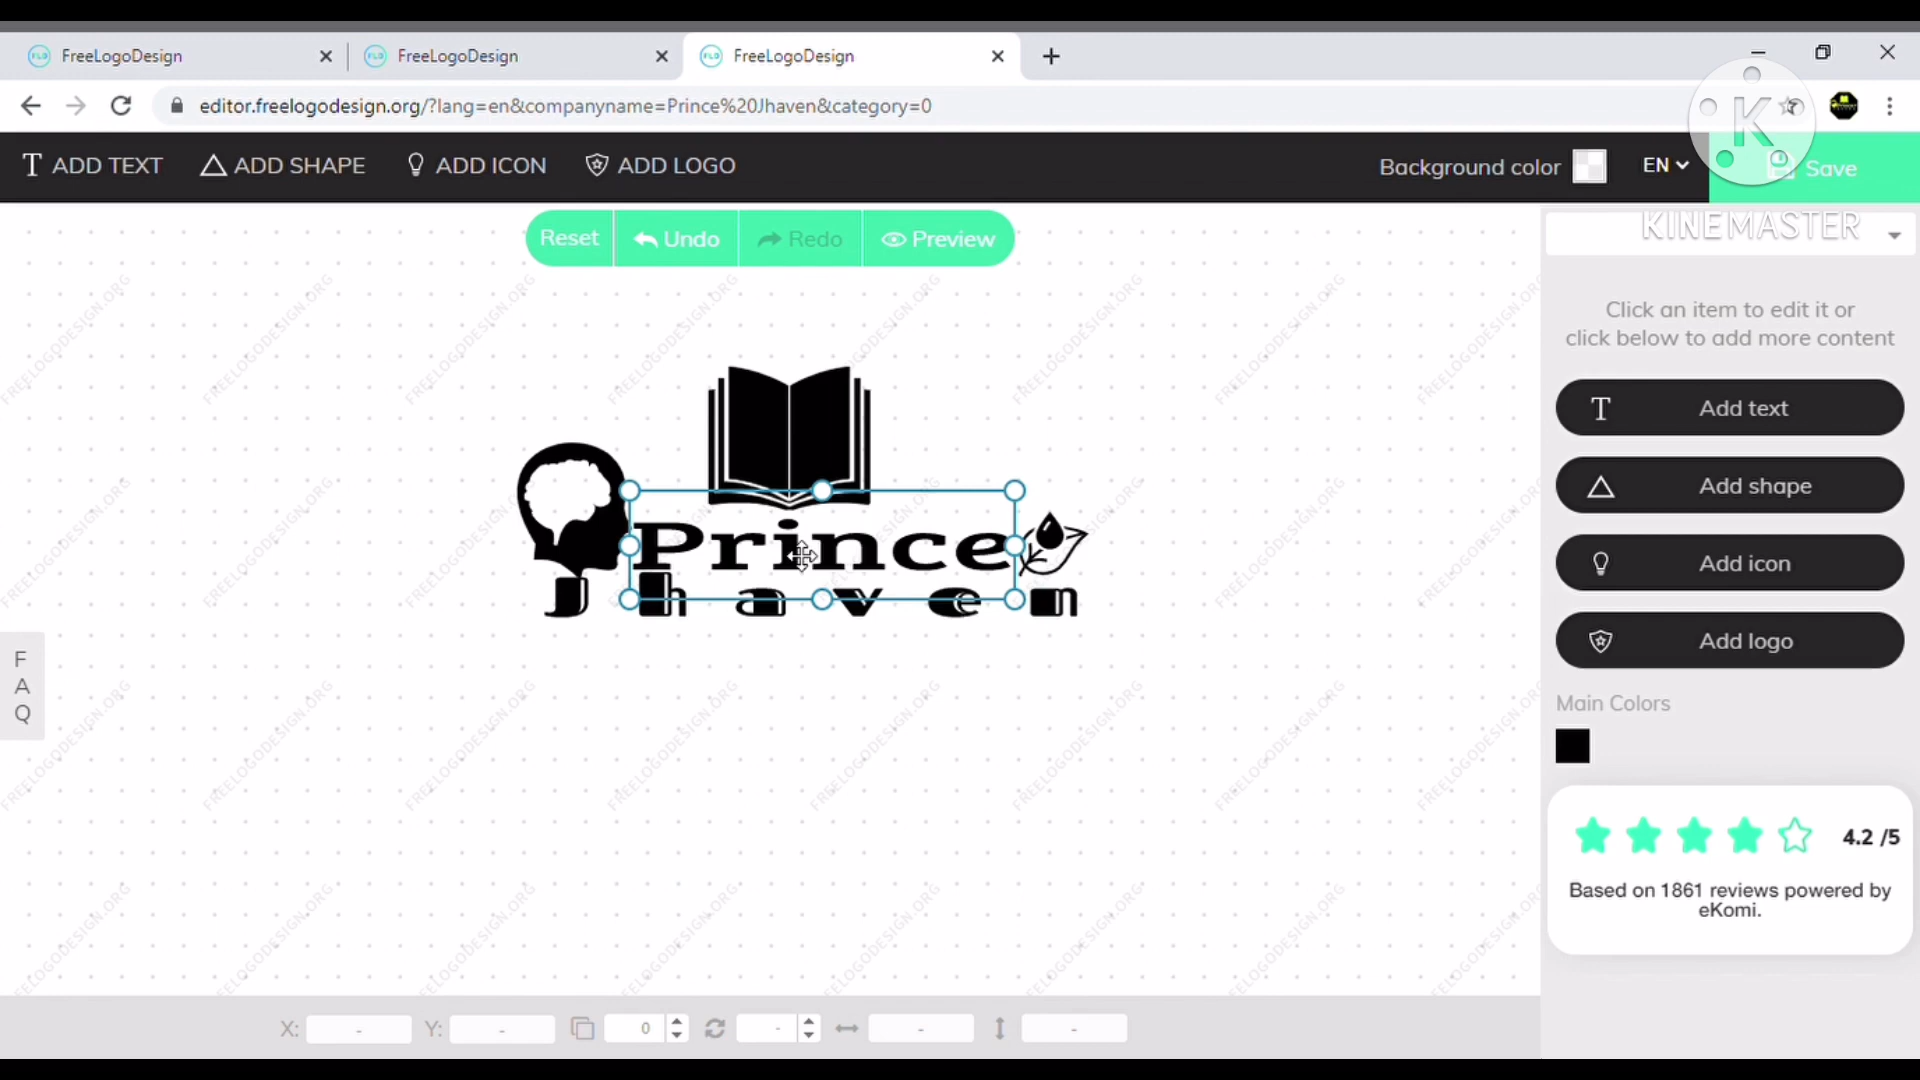 FreeLogoDesign FreeLogoDesign FreeLogoDesign
editor.freelogodesign.org/?lang=en&companyname=Prince%20Jhaven&category=0
ADD TEXT ADD SHAPE ADD ICON ADD LOGO Background color EN Save
K
KINEMASTER
Reset Undo Redo Preview
Click an item to edit it or
click below to add more content
Add text
Add shape
Add icon
Add logo
Prince
Jhaven
FAQ
Main Colors
4.2 /5
Based on 1861 reviews powered by
eKomi.
X: - Y: - 0 - - -
FREELOGODESIGN.ORG